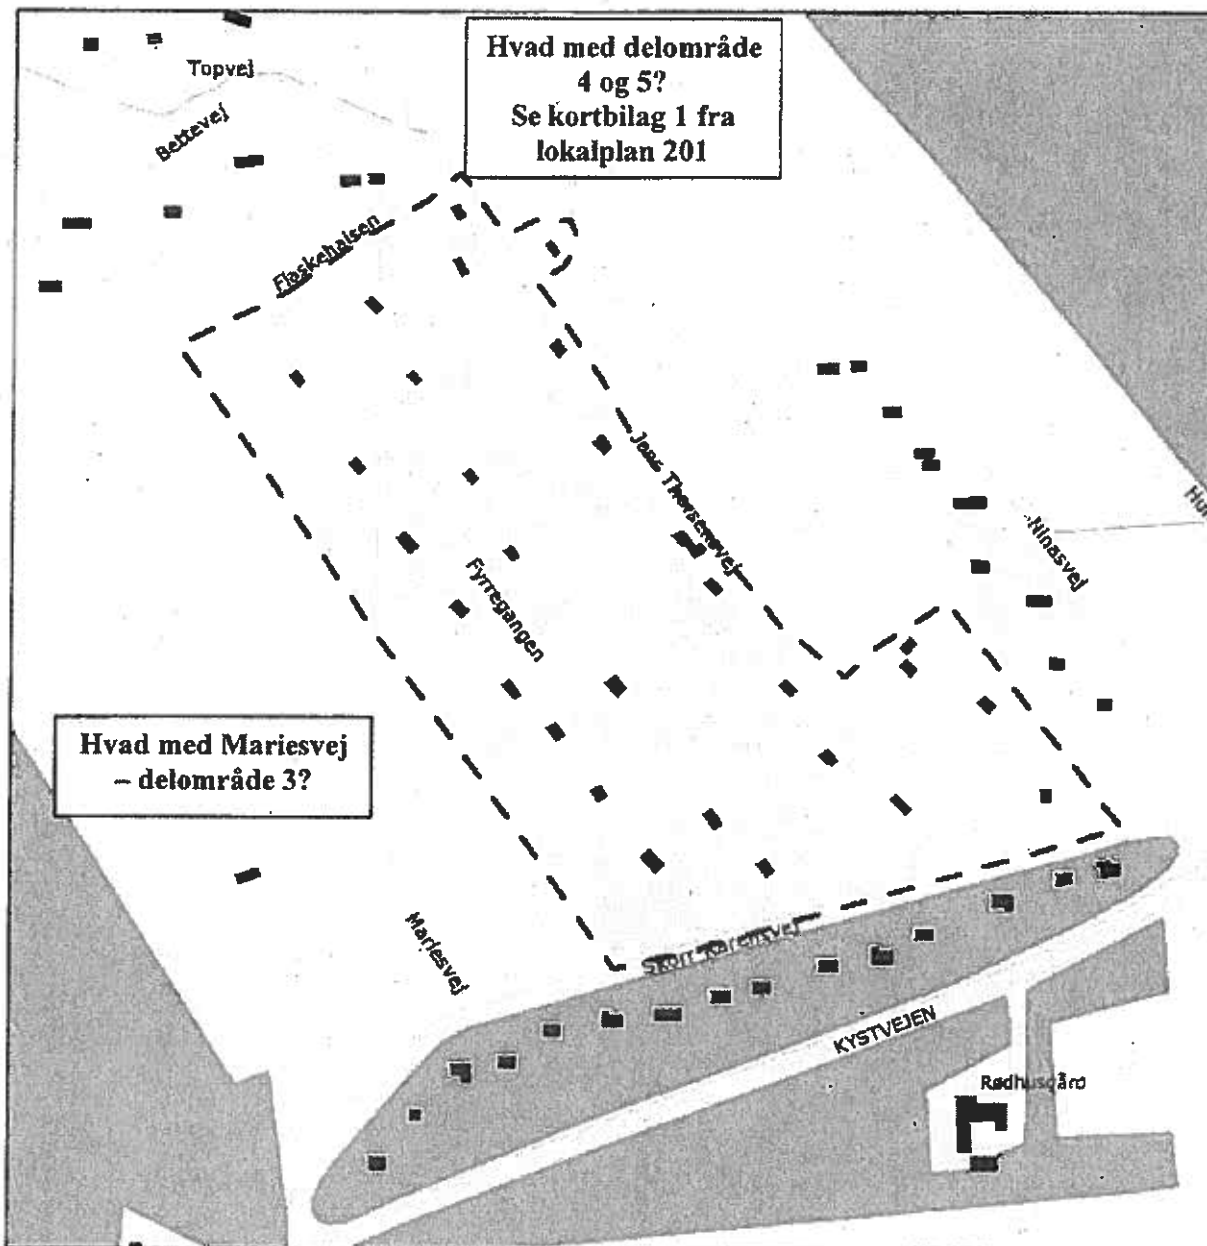 Hvad med delområde
4 og 5?
Se kortbilag 1 fra
lokalplan 201
Topvej
Bettevej
Flaskehalsen
Jens Thorsensvej
Ninasvej
Fyrregangen
Hvad med Mariesvej
– delområde 3?
Mariesvej
KYSTVEJEN
Rødhusgård